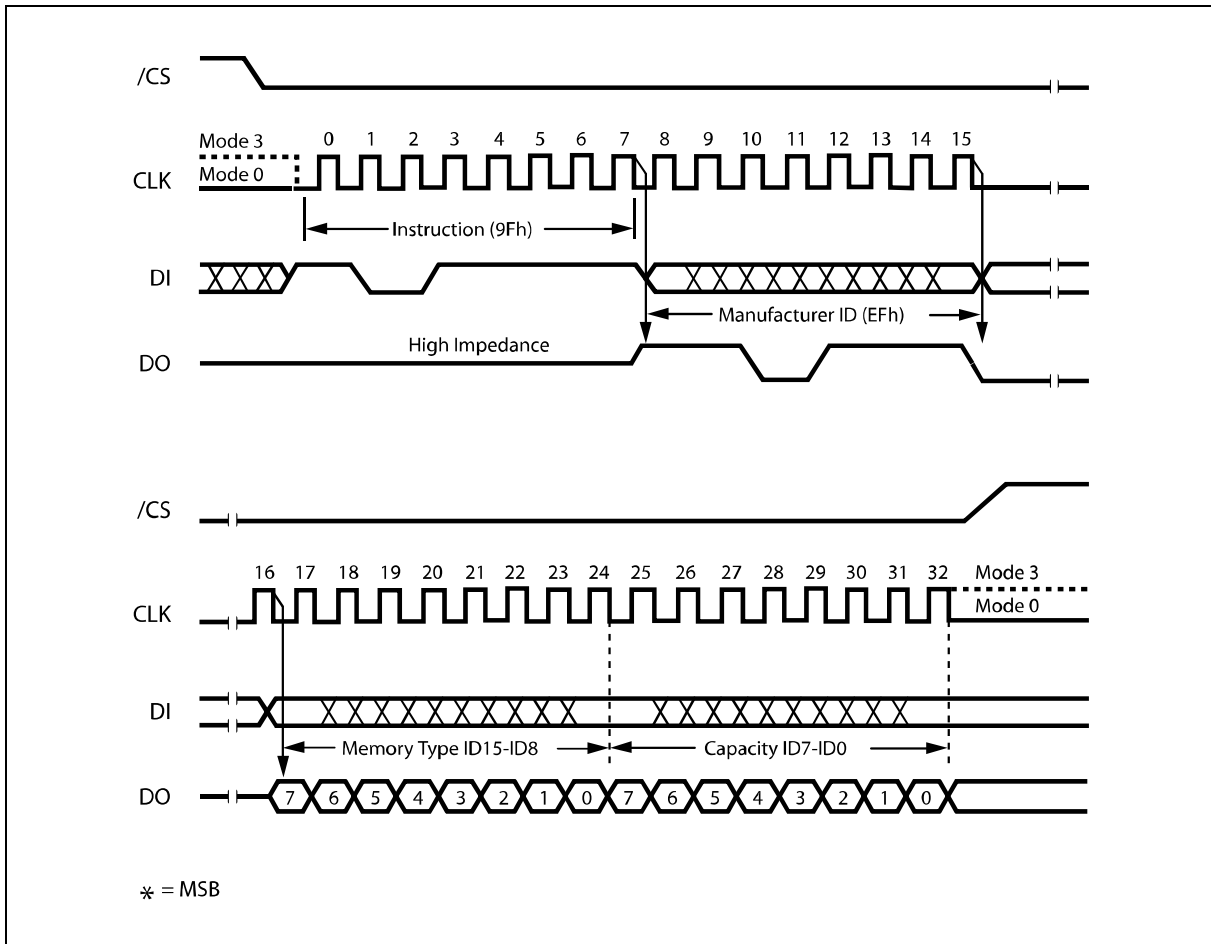 /CS
Mode 3
0 1 2 3 4 5 6 7 8 9 10 11 12 13 14 15
Mode 0
CLK
Instruction (9Fh)
DI
Manufacturer ID (EFh)
High Impedance
DO
/CS
16 17 18 19 20 21 22 23 24 25 26 27 28 29 30 31 32
Mode 3
Mode 0
CLK
DI
Memory Type ID15-ID8
Capacity ID7-ID0
DO
7 6 5 4 3 2 1 0 7 6 5 4 3 2 1 0
* = MSB